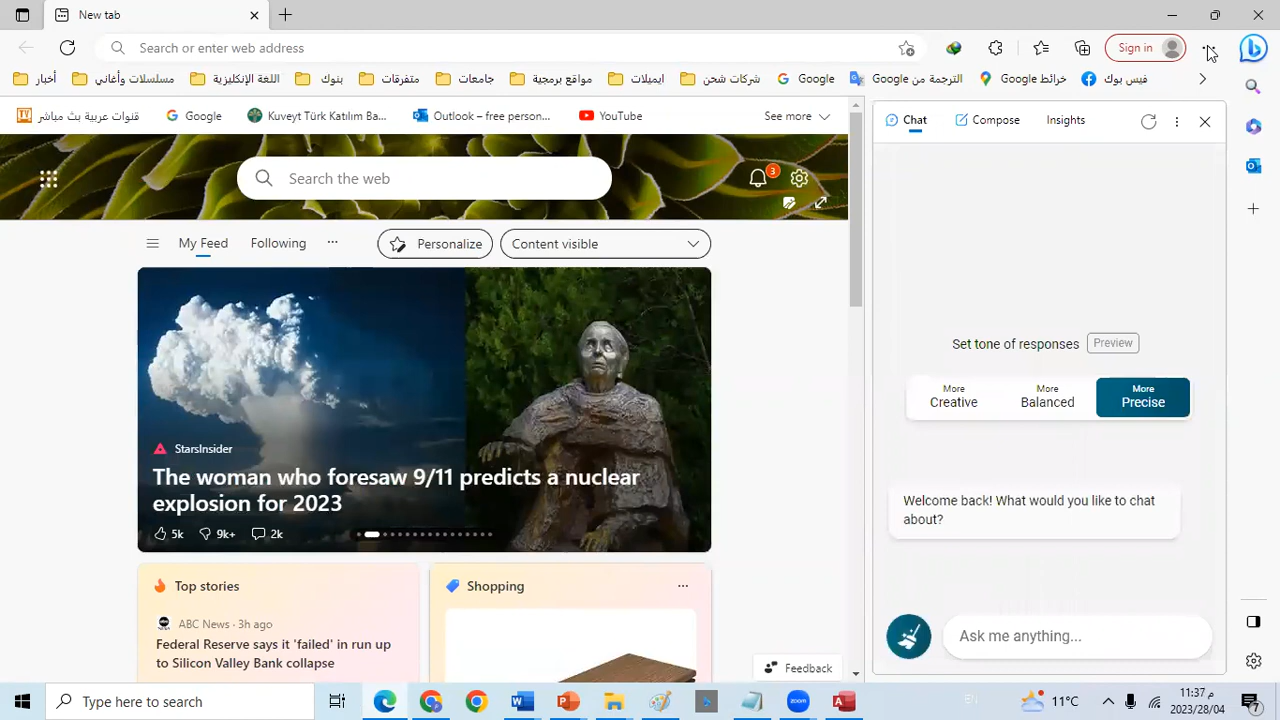 New tab
Search or enter web address
Sign in
أخبار
مسلسلات وأغاني
اللغة الإنكليزية
بنوك
متفرقات
جامعات
مواقع برمجية
ايميلات
شركات شحن
Google
الترجمة من Google
خرائط Google
فيس بوك
قنوات عربية بث مباشر
Google
Kuveyt Türk Katılım Ba...
Outlook – free person...
YouTube
See more
Search the web
3
My Feed
Following
Personalize
Content visible
StarsInsider
The woman who foresaw 9/11 predicts a nuclear
explosion for 2023
5k
9k+
2k
Top stories
ABC News · 3h ago
Federal Reserve says it 'failed' in run up
to Silicon Valley Bank collapse
Shopping
Feedback
Chat
Compose
Insights
Set tone of responses
Preview
More
Creative
More
Balanced
More
Precise
Welcome back! What would you like to chat
about?
Ask me anything...
Type here to search
11°C
11:37 م
2023/28/04
7